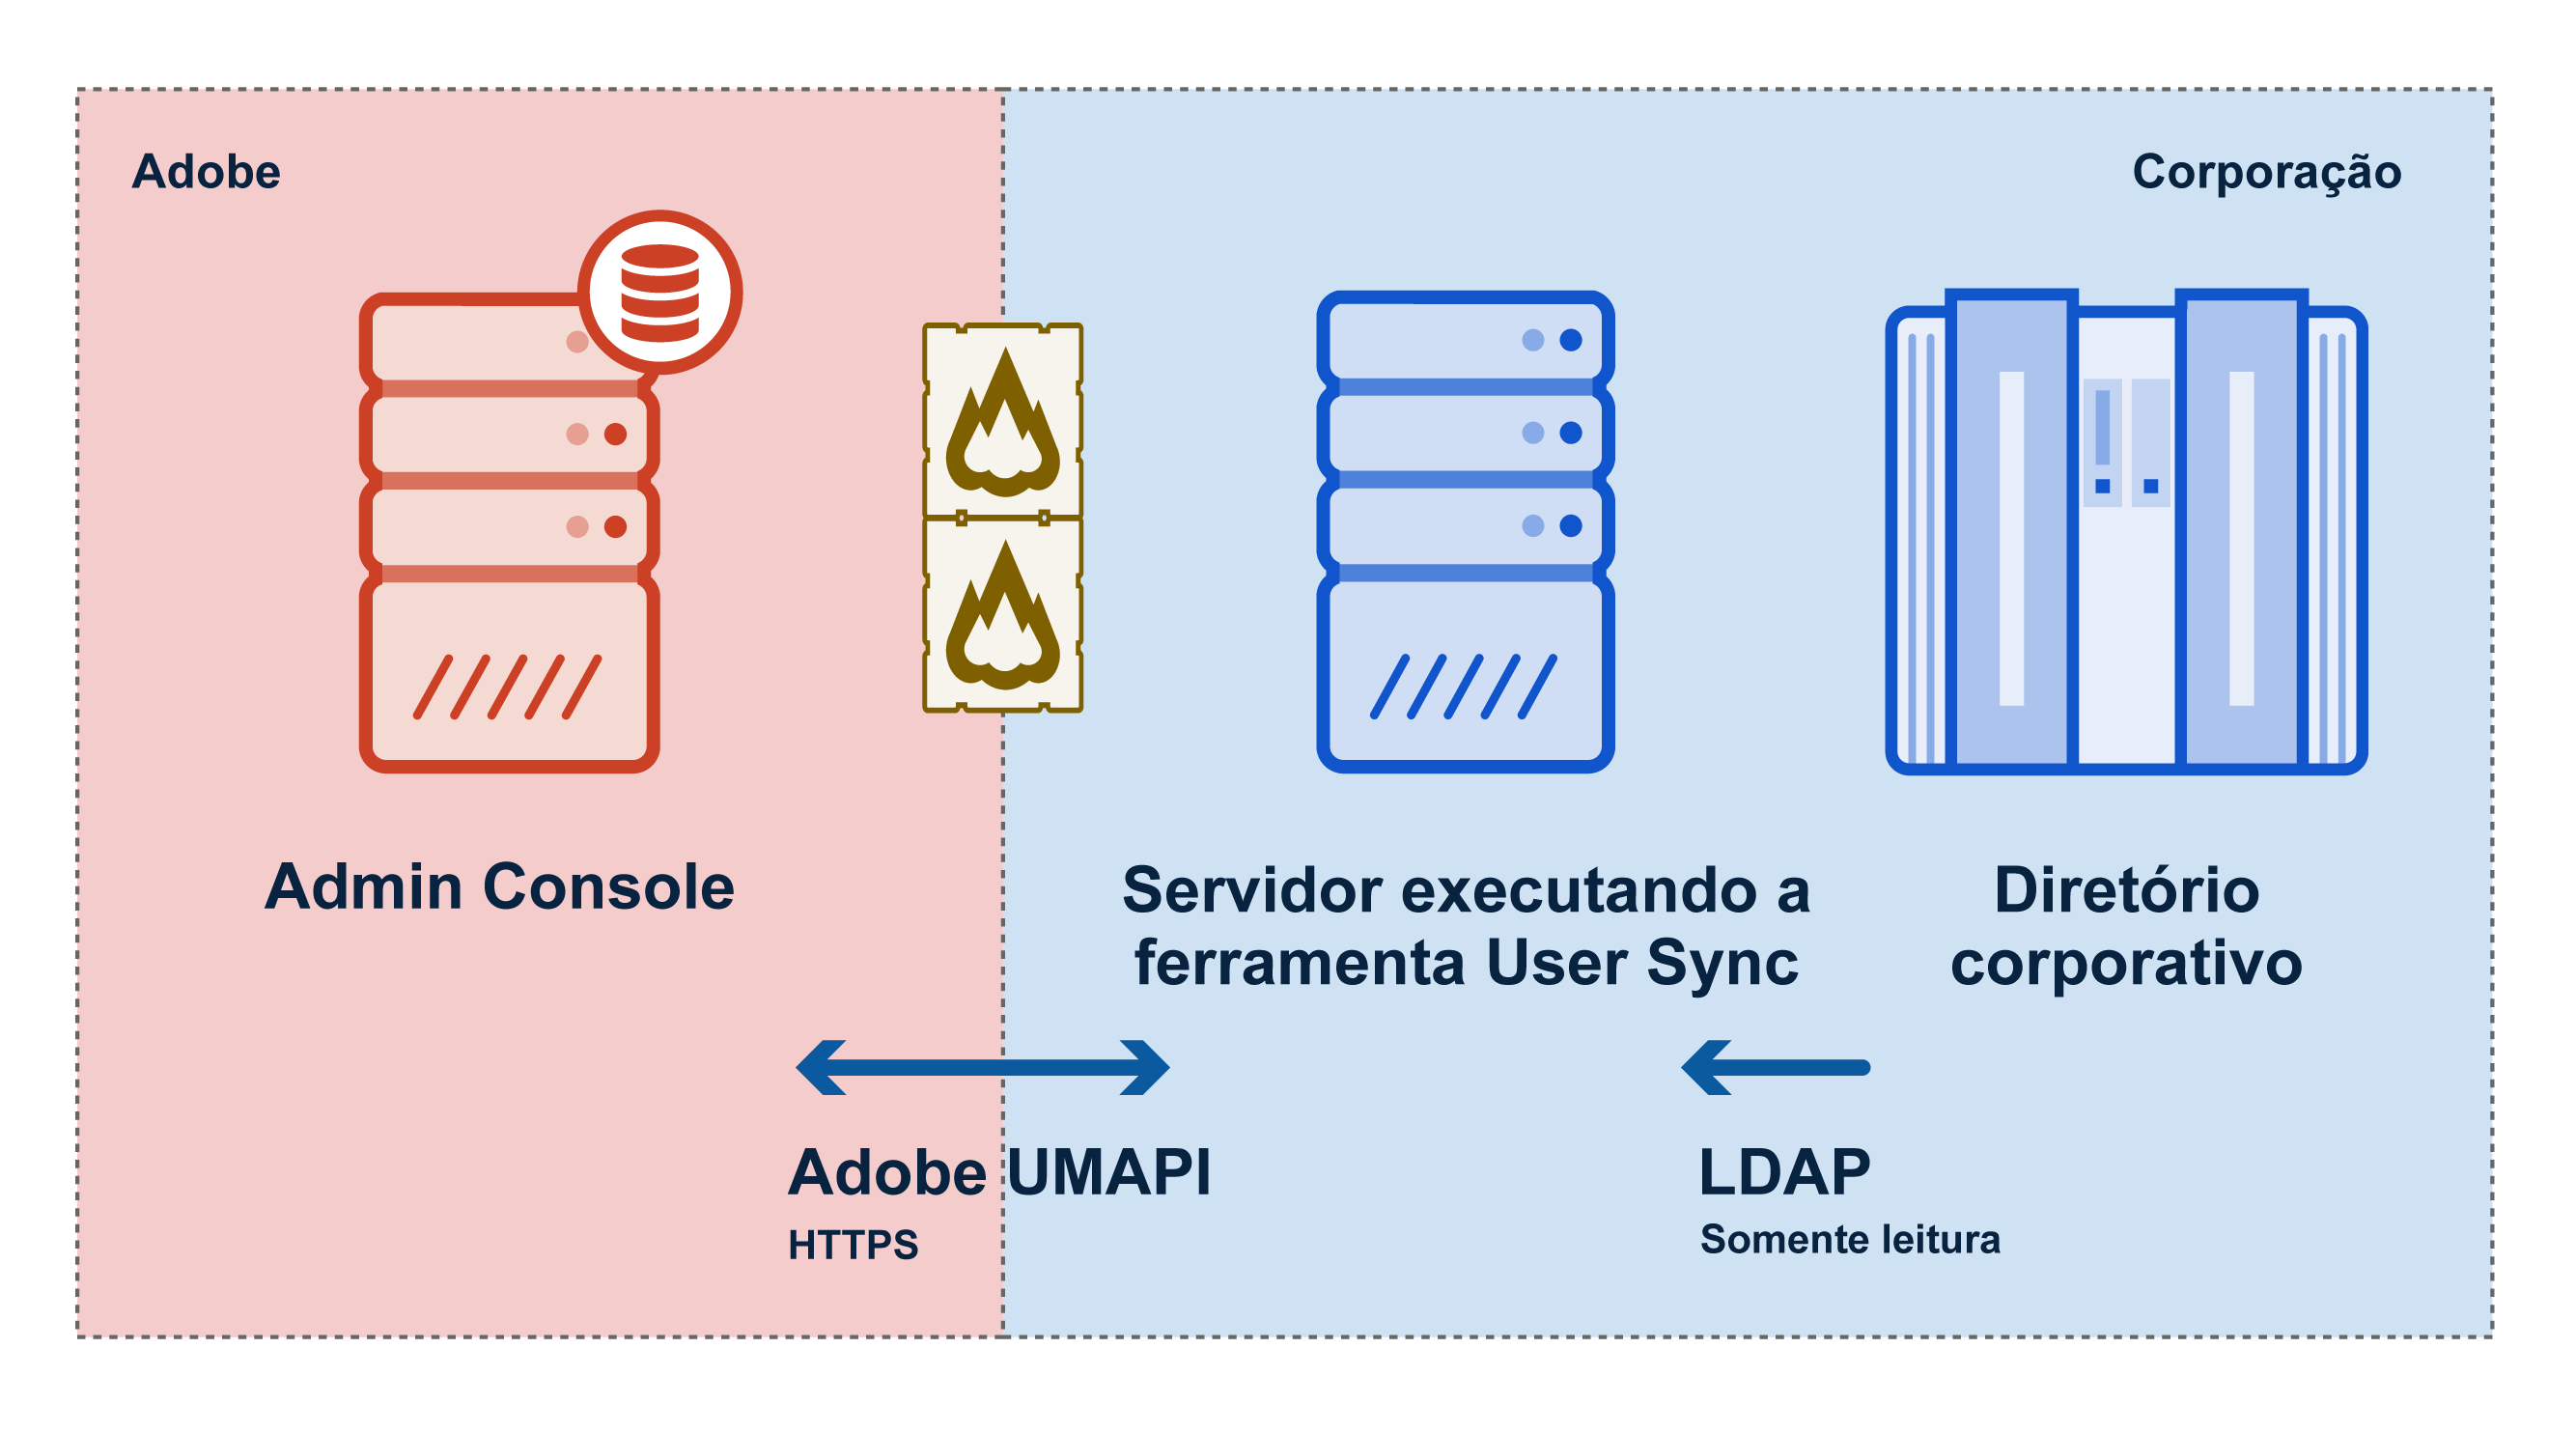 Adobe
Corporação
Admin Console
Servidor executando a
ferramenta User Sync
Diretório
corporativo
Adobe UMAPI
HTTPS
LDAP
Somente leitura